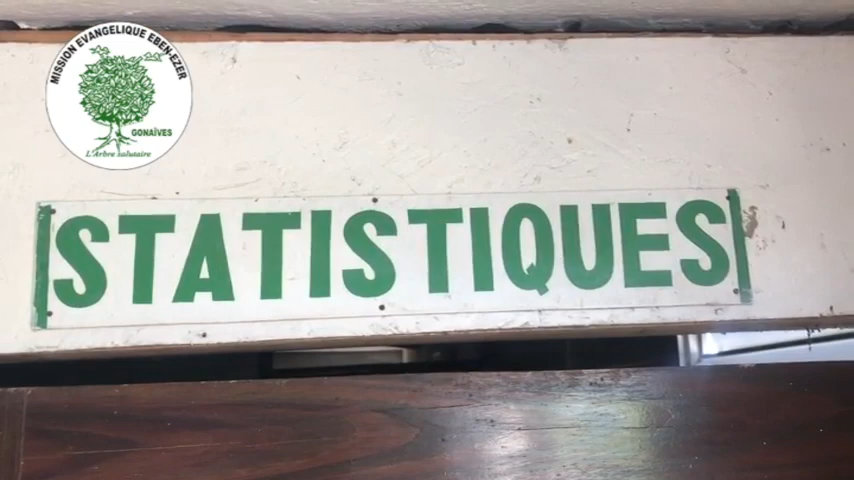 MISSION EVANGELIQUE EBEN-EZER
GONAÏVES
L'Arbre salutaire
STATISTIQUES